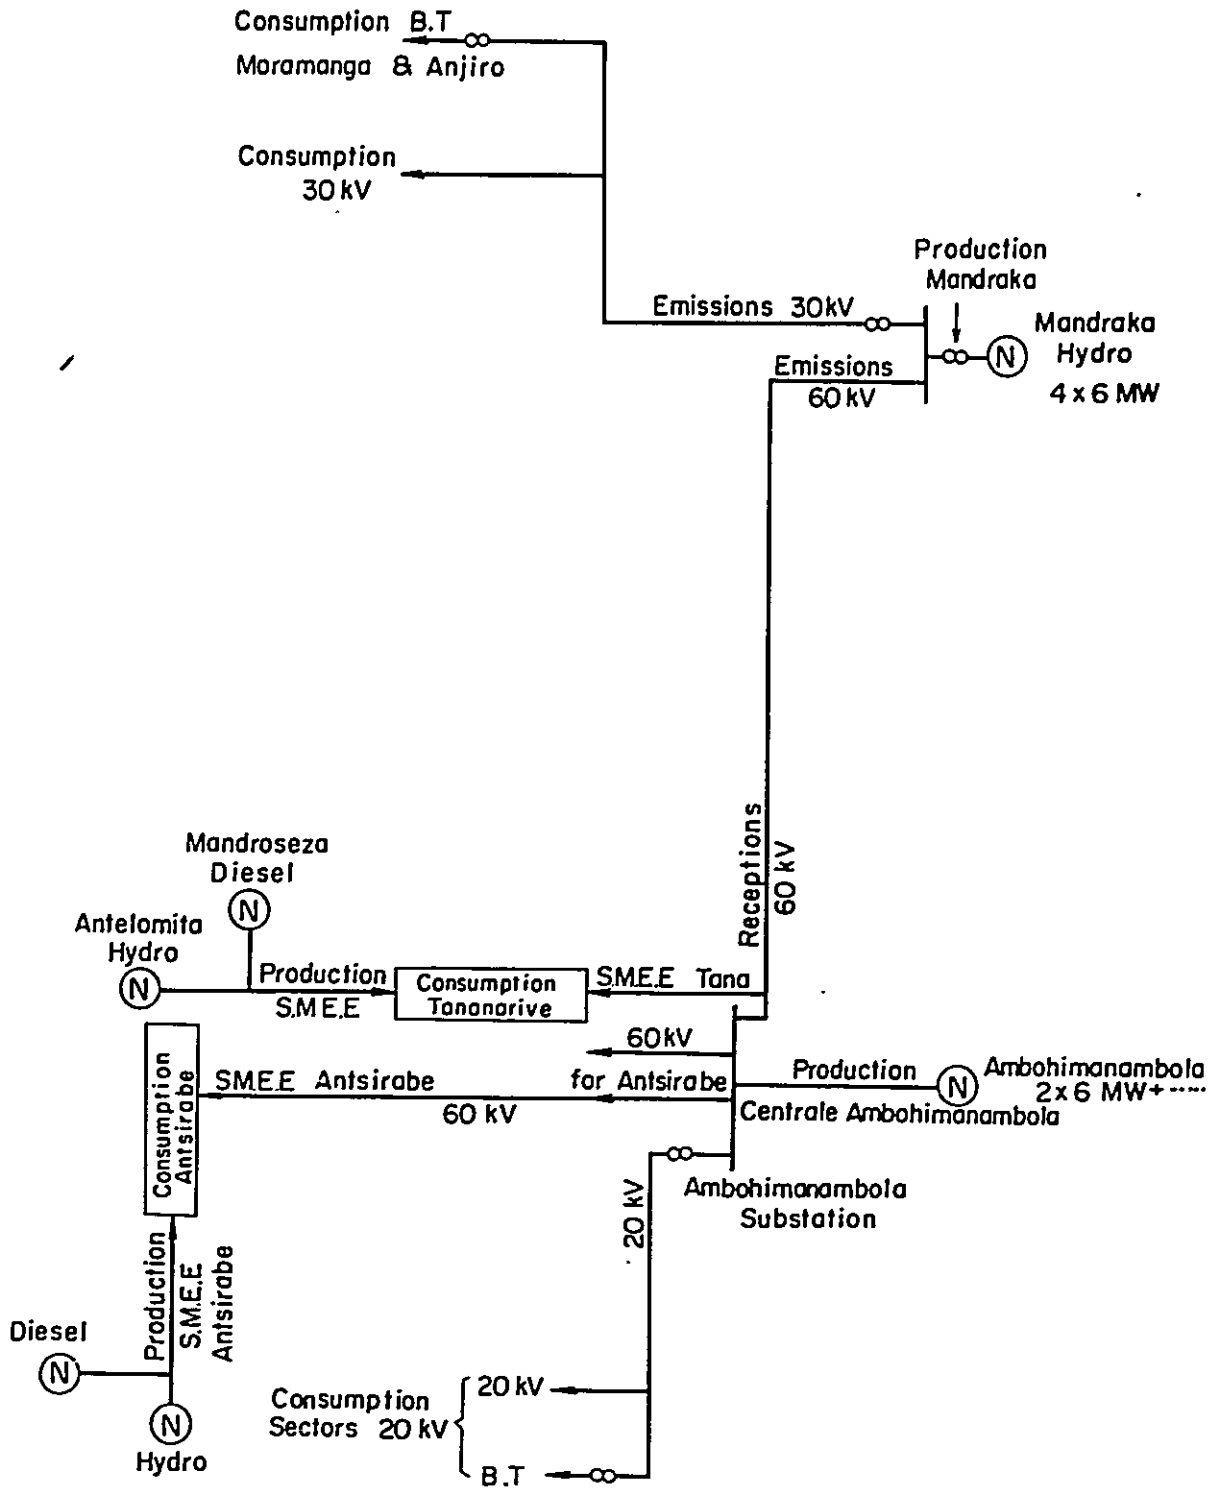 Consumption B.T
Moramanga & Anjiro
Consumption
30 kV
Production
Mandraka
Emissions 30kV
Mandraka
Hydro
4 x 6 MW
N
Emissions
60 kV
Receptions
60 kV
Mandroseza
Diesel
N
Antelomita
Hydro
N
Production
S.M.E.E
Consumption
Tananarive
S.M.E.E Tana
60kV
Consumption
Antsirabe
S.M.E.E Antsirabe
60 kV
for Antsirabe
Production
N
Ambohimanambola
2 x 6 MW+ -----
Centrale Ambohimanambola
Ambohimanambola
Substation
20 kV
Production
S.M.E.E
Antsirabe
Diesel
N
N
Hydro
Consumption
Sectors 20 kV
20 kV
B.T